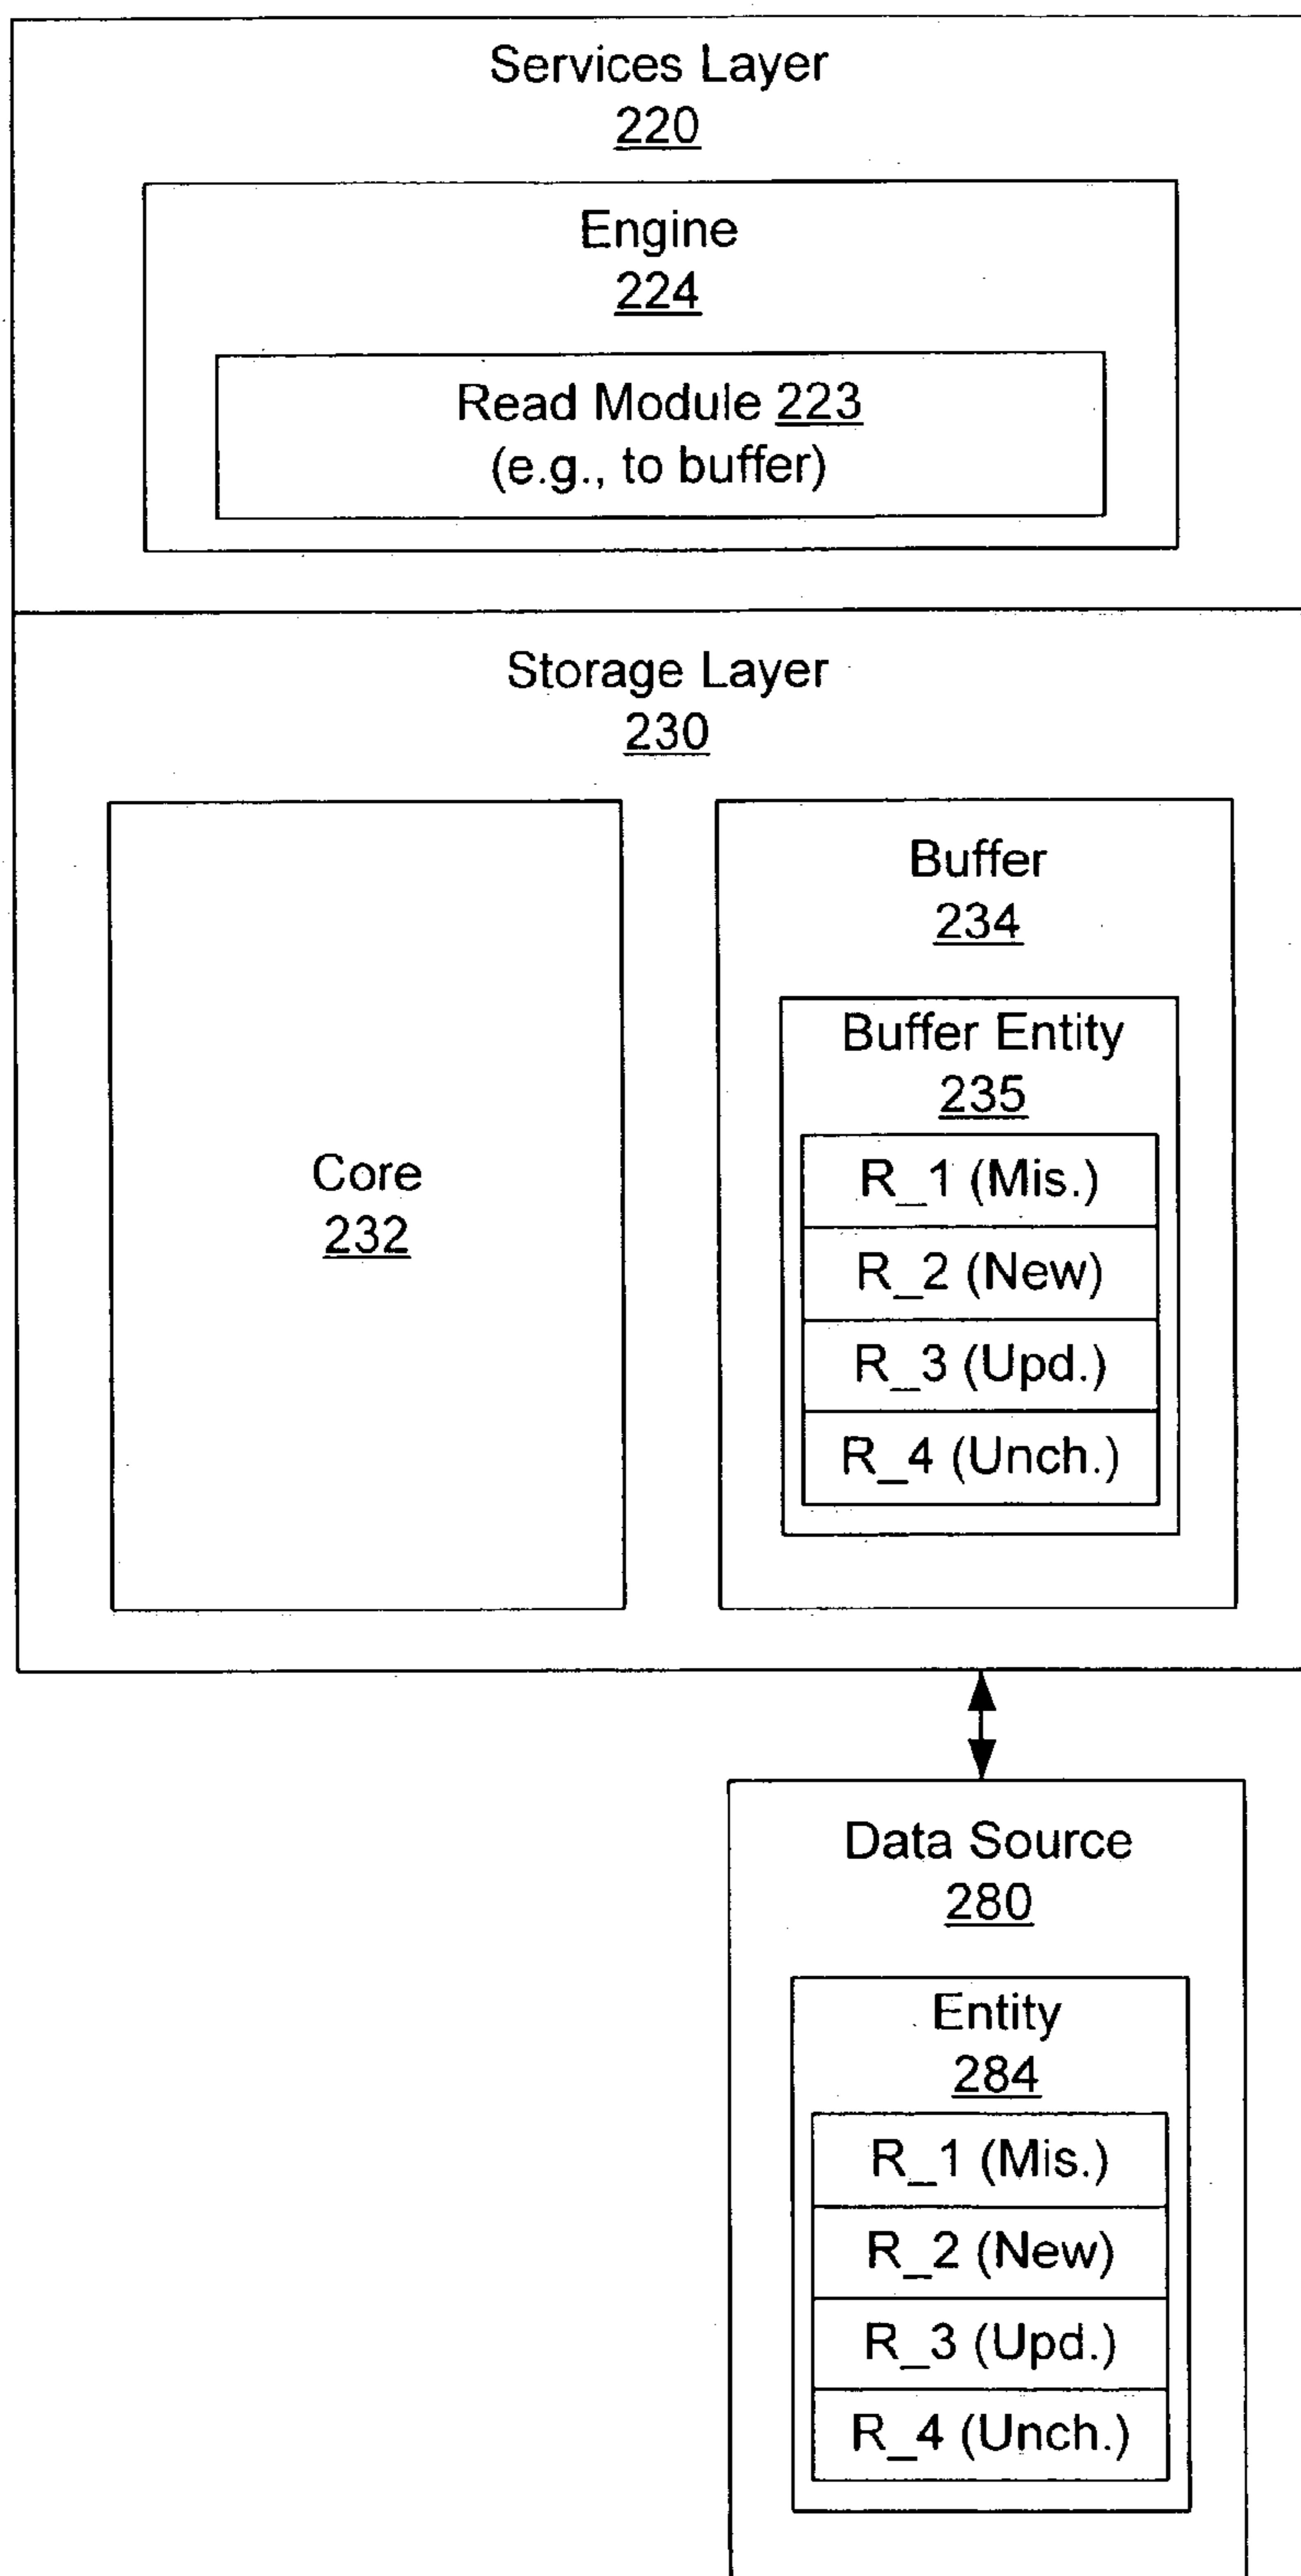 Services Layer
220
Engine
224
Read Module 223
(e.g., to buffer)
Storage Layer
230
Core
232
Buffer
234
Buffer Entity
235
R_1 (Mis.)
R_2 (New)
R_3 (Upd.)
R_4 (Unch.)
Data Source
280
Entity
284
R_1 (Mis.)
R_2 (New)
R_3 (Upd.)
R_4 (Unch.)